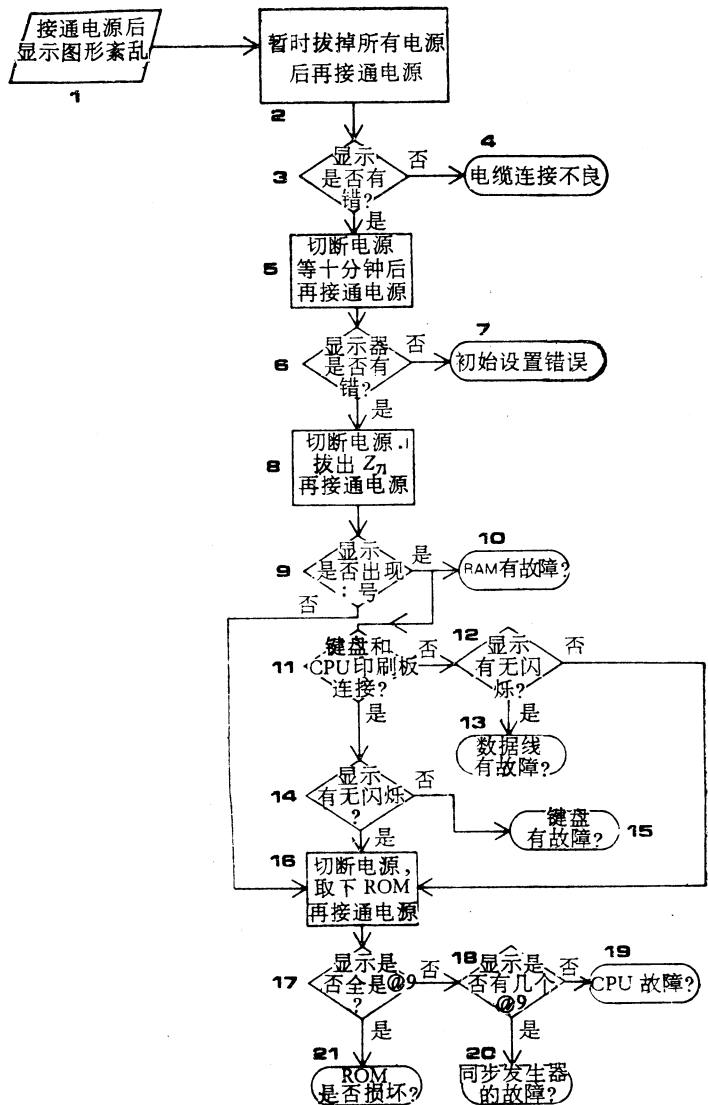 接通电源后
显示图形紊乱
1
暂时拔掉所有电源
后再接通电源
2
3
显示
是否有
错?
否
4
电缆连接不良
是
5
切断电源
等十分钟后
再接通电源
6
显示器
是否有
错?
否
7
初始设置错误
是
8
切断电源
拔出 Z71
再接通电源
9
显示
是否出现
: 号
是
10
RAM有故障?
否
11
键盘和
CPU印刷板
连接?
否
12
显示
有无闪
烁?
否
是
13
数据线
有故障?
是
14
显示
有无闪烁
?
否
键盘
有故障?
15
是
16
切断电源,
取下 ROM
再接通电源
17
显示是
否全是@9
?
否
18
显示是
否有几个
@9
否
19
CPU 故障?
是
21
ROM
是否损坏?
是
20
同步发生器
的故障?